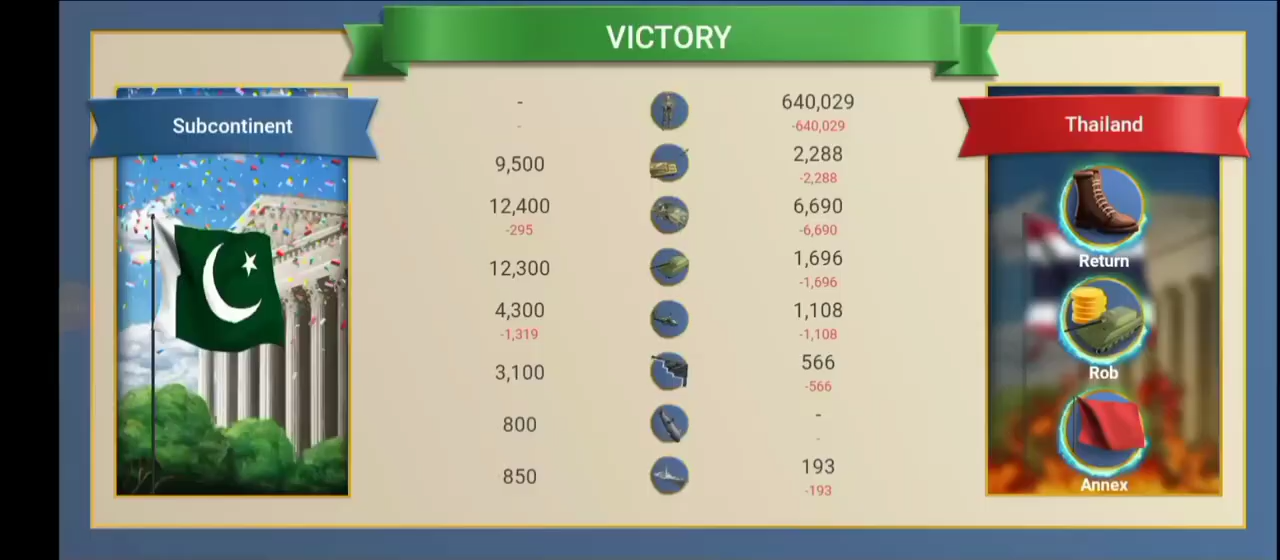 VICTORY
Subcontinent
Thailand
- 640,029
- -640,029
9,500 2,288
-2,288
12,400 6,690
-295 -6,690
12,300 1,696
-1,696
4,300 1,108
-1,319 -1,108
3,100 566
-566
800 -
-
850 193
-193
Return
Rob
Annex